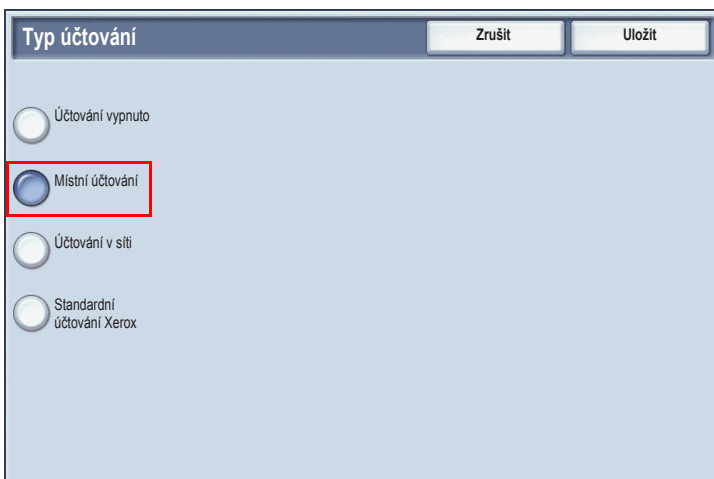 Typ účtování
Zrušit
Uložit
Účtování vypnuto
Místní účtování
Účtování v síti
Standardní
účtování Xerox